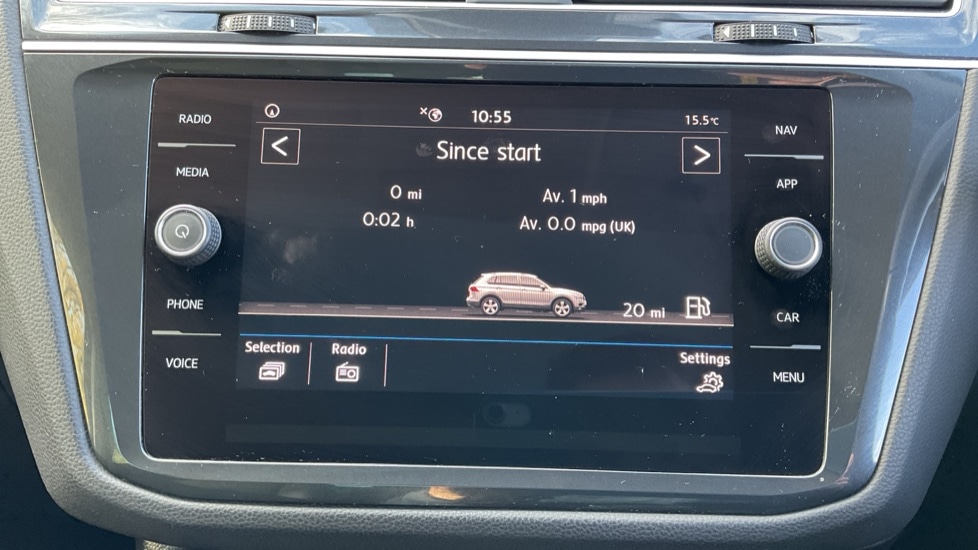 RADIO
MEDIA
PHONE
VOICE
10:55
15.5°C
<
Since start
>
0 mi
Av. 1 mph
0:02 h
Av. 0.0 mpg (UK)
20 mi
Selection
Radio
Settings
NAV
APP
CAR
MENU